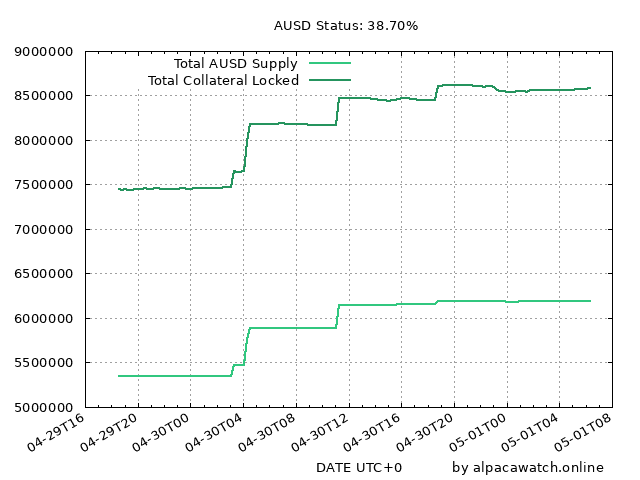 AUSD Status: 38.70%
Total AUSD Supply
Total Collateral Locked
9000000
8500000
8000000
7500000
7000000
6500000
6000000
5500000
5000000
04-29T16
04-29T20
04-30T00
04-30T04
04-30T08
04-30T12
04-30T16
04-30T20
05-01T00
05-01T04
05-01T08
DATE UTC+0
by alpacawatch.online